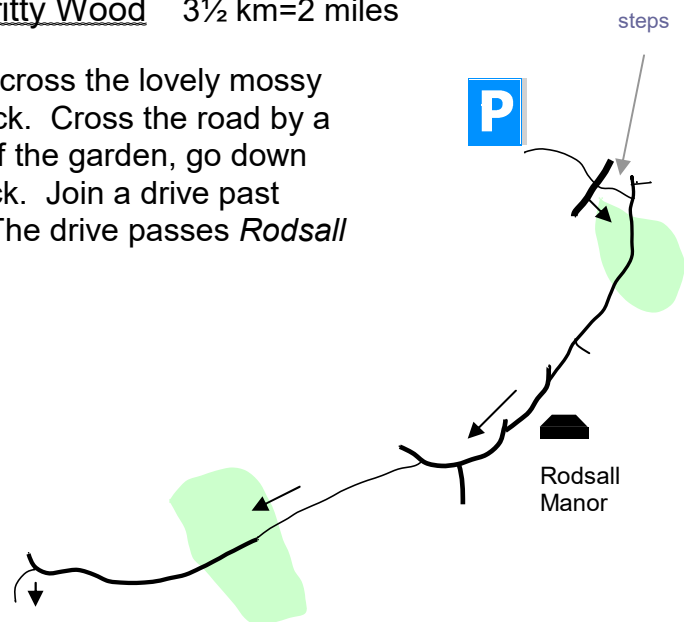 ritty Wood 3½ km=2 miles
cross the lovely mossy
ck. Cross the road by a
f the garden, go down
ck. Join a drive past
The drive passes Rodsall
steps
P
Rodsall
Manor